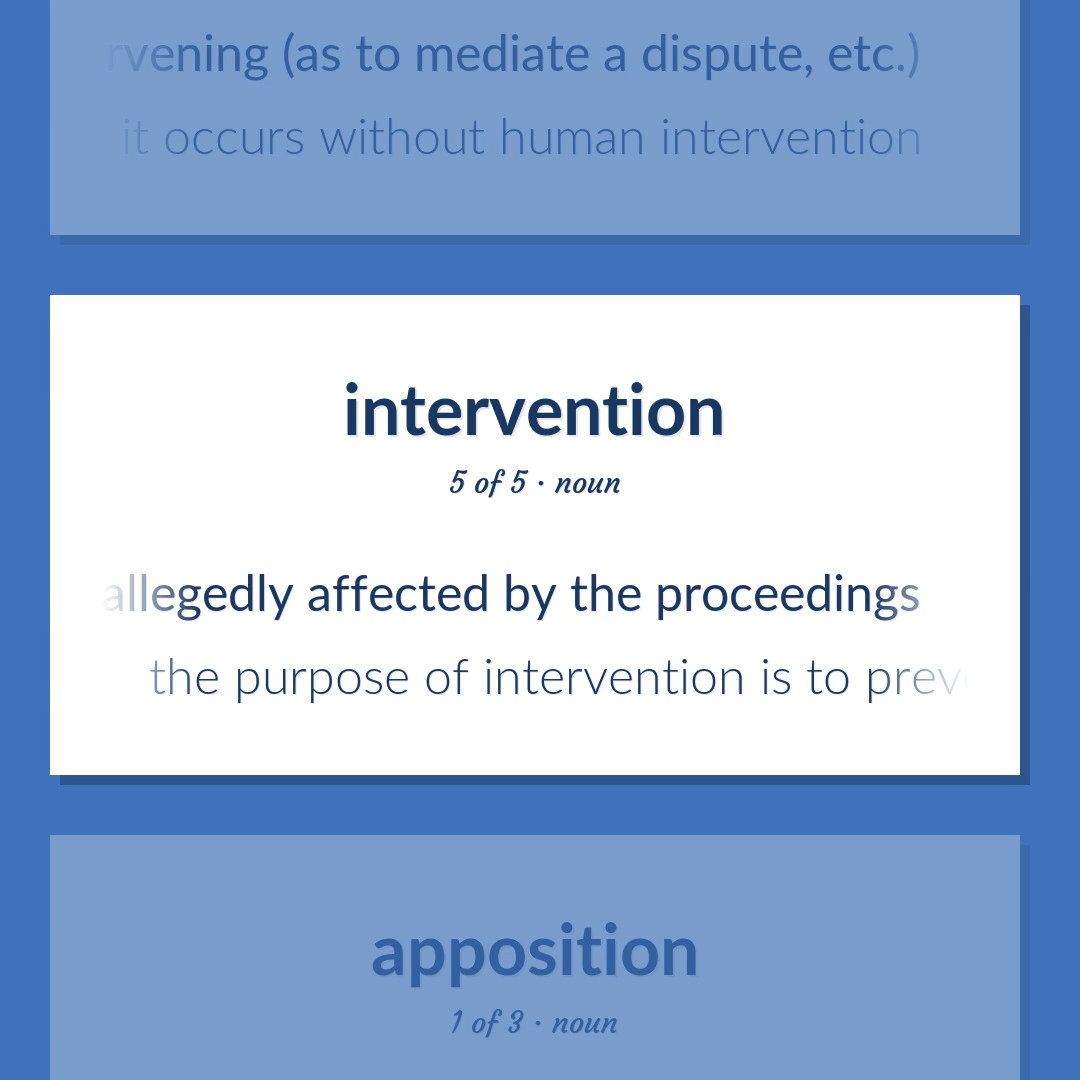 ening (as to mediate a dispute, etc.)
it occurs without human intervention
intervention
5 of 5 · noun
allegedly affected by the proceedings
the purpose of intervention is to prev
apposition
1 of 3 · noun